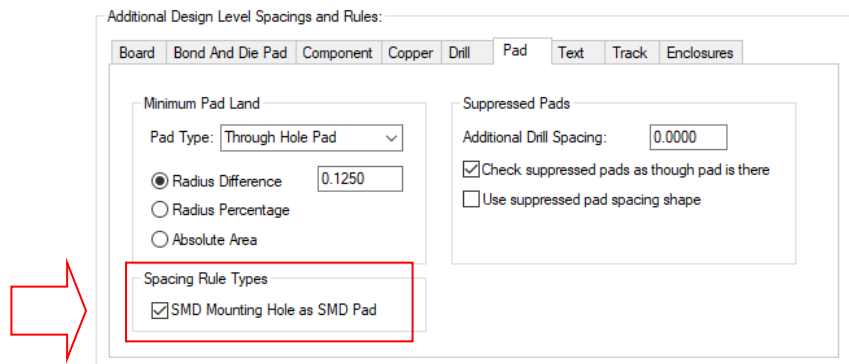 Additional Design Level Spacings and Rules:
Board Bond And Die Pad Component Copper Drill Pad Text Track Enclosures
Minimum Pad Land
Pad Type: Through Hole Pad
Radius Difference 0.1250
Radius Percentage
Absolute Area
Suppressed Pads
Additional Drill Spacing: 0.0000
Check suppressed pads as though pad is there
Use suppressed pad spacing shape
Spacing Rule Types
SMD Mounting Hole as SMD Pad